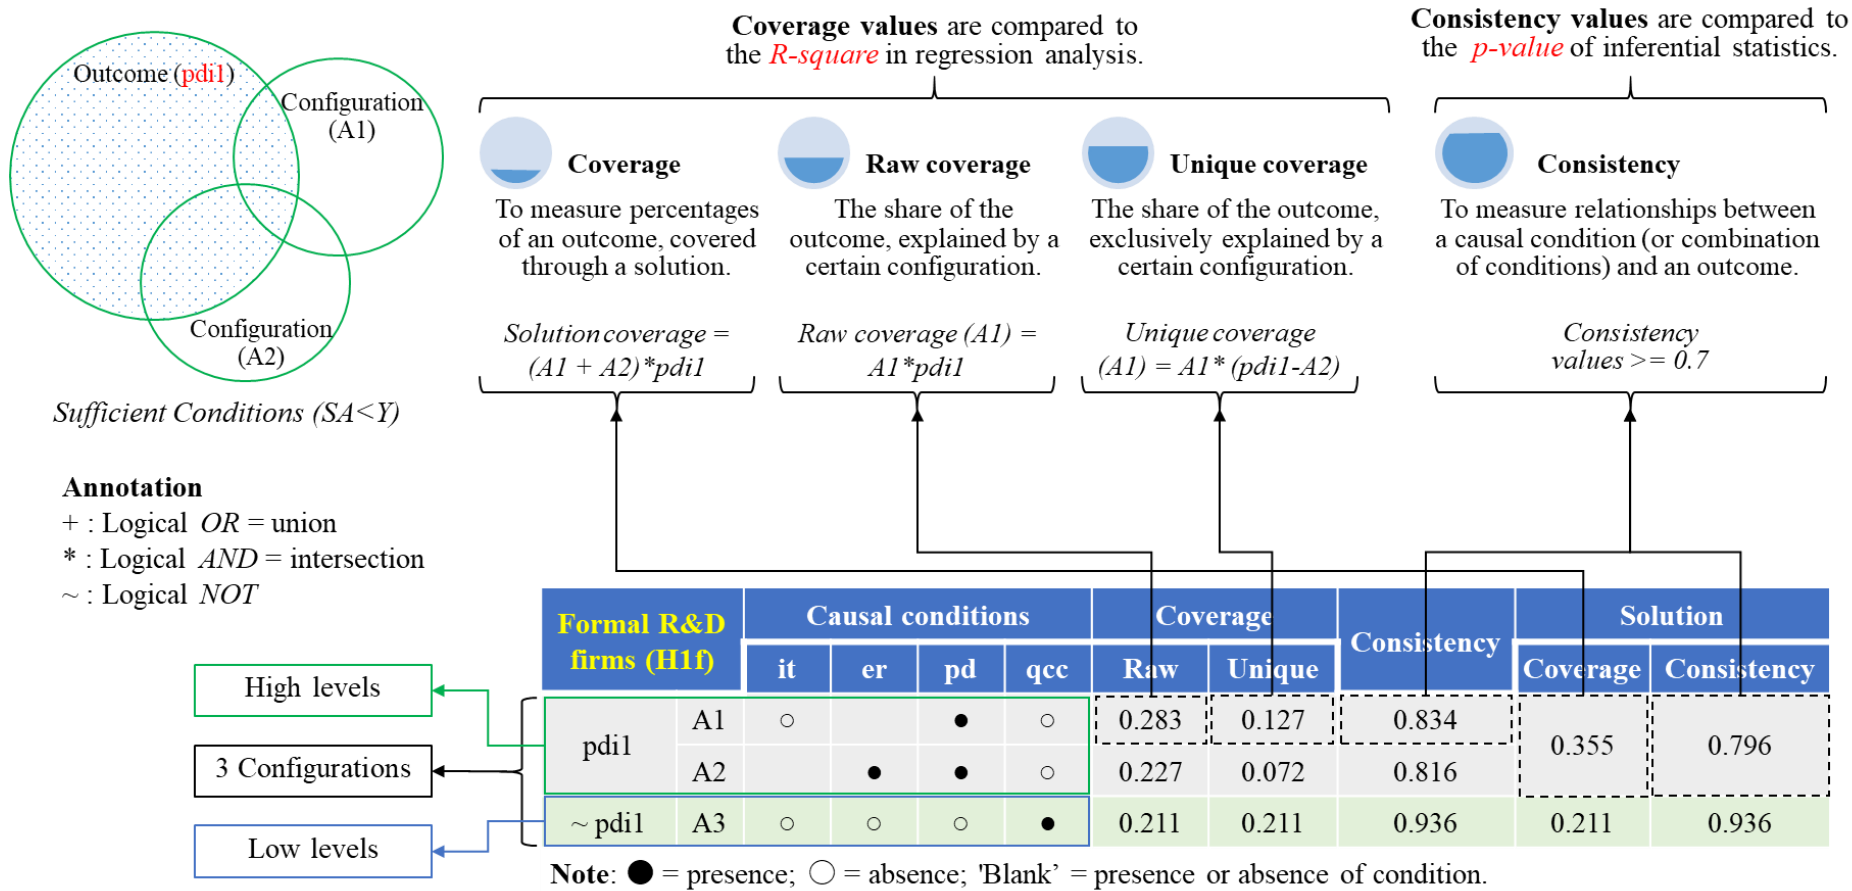 Coverage values are compared to
the R-square in regression analysis.
Consistency values are compared to
the p-value of inferential statistics.
Outcome (pdi1)
Configuration
(A1)
Configuration
(A2)
Sufficient Conditions (SA<Y)
Coverage
To measure percentages
of an outcome, covered
through a solution.
Solution coverage =
(A1 + A2)*pdi1
Raw coverage
The share of the
outcome, explained by a
certain configuration.
Raw coverage (A1) =
A1*pdi1
Unique coverage
The share of the outcome,
exclusively explained by a
certain configuration.
Unique coverage
(A1) = A1* (pdi1-A2)
Consistency
To measure relationships between
a causal condition (or combination
of conditions) and an outcome.
Consistency
values >= 0.7
Annotation
+ : Logical OR = union
* : Logical AND = intersection
~ : Logical NOT
High levels
3 Configurations
Low levels
Formal R&D
firms (H1f)
Causal conditions Coverage Consistency Solution
it er pd qcc Raw Unique Coverage Consistency
pdi1
A1 ○ ● ○ 0.283 0.127 0.834
0.355 0.796
A2 ● ● ○ 0.227 0.072 0.816
~ pdi1 A3 ○ ○ ○ ● 0.211 0.211 0.936 0.211 0.936
Note: ● = presence; ○ = absence; 'Blank’ = presence or absence of condition.